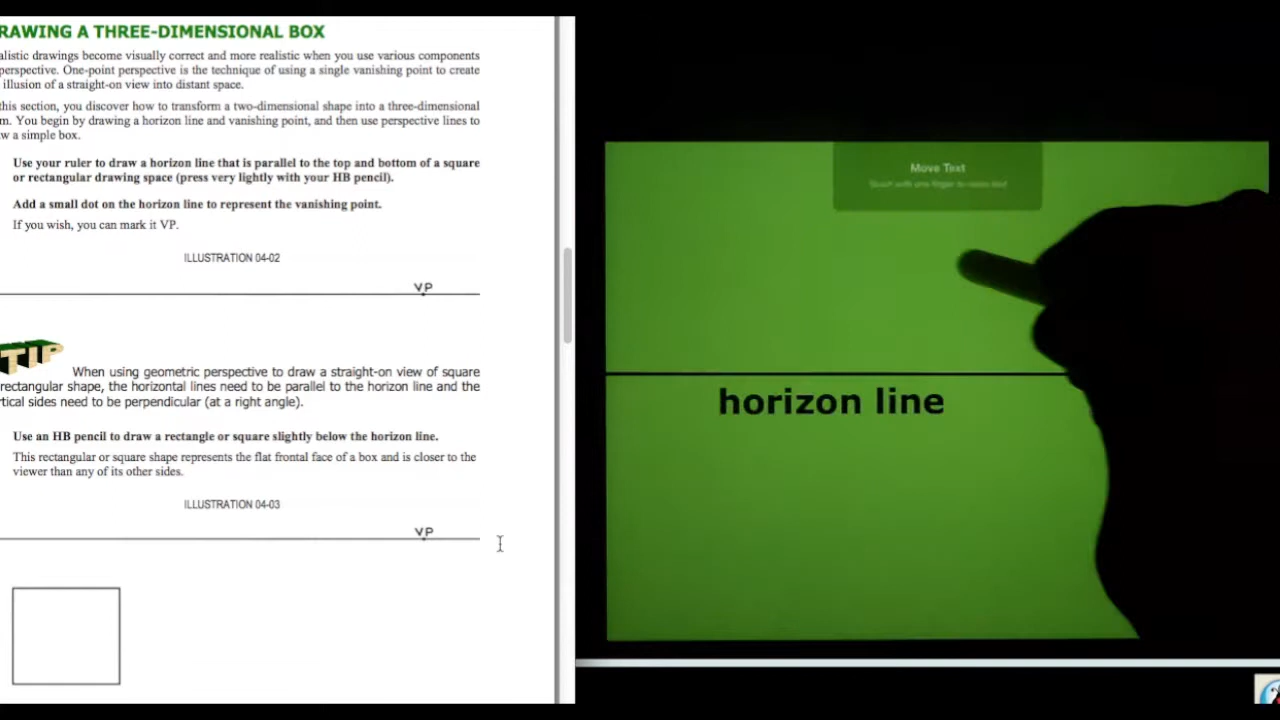 RAWING A THREE-DIMENSIONAL BOX
alistic drawings become visually correct and more realistic when you use various components
perspective. One-point perspective is the technique of using a single vanishing point to create
illusion of a straight-on view into distant space.
this section, you discover how to transform a two-dimensional shape into a three-dimensional
m. You begin by drawing a horizon line and vanishing point, and then use perspective lines to
w a simple box.
Use your ruler to draw a horizon line that is parallel to the top and bottom of a square
or rectangular drawing space (press very lightly with your HB pencil).
Add a small dot on the horizon line to represent the vanishing point.
If you wish, you can mark it VP.
ILLUSTRATION 04-02
VP
TIP
When using geometric perspective to draw a straight-on view of square
rectangular shape, the horizontal lines need to be parallel to the horizon line and the
rtical sides need to be perpendicular (at a right angle).
Use an HB pencil to draw a rectangle or square slightly below the horizon line.
This rectangular or square shape represents the flat frontal face of a box and is closer to the
viewer than any of its other sides.
ILLUSTRATION 04-03
VP
Move Text
horizon line